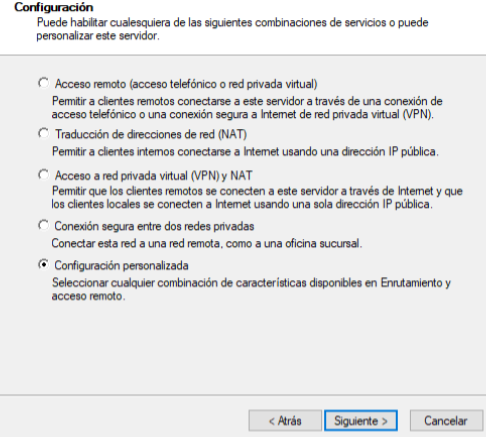 Configuración
Puede habilitar cualesquiera de las siguientes combinaciones de servicios o puede
personalizar este servidor.
Acceso remoto (acceso telefónico o red privada virtual)
Permitir a clientes remotos conectarse a este servidor a través de una conexión de
acceso telefónico o una conexión segura a Internet de red privada virtual (VPN).
Traducción de direcciones de red (NAT)
Permitir a clientes internos conectarse a Internet usando una dirección IP pública.
Acceso a red privada virtual (VPN) y NAT
Permitir que los clientes remotos se conecten a este servidor a través de Internet y que
los clientes locales se conecten a Internet usando una sola dirección IP pública.
Conexión segura entre dos redes privadas
Conectar esta red a una red remota, como a una oficina sucursal.
Configuración personalizada
Seleccionar cualquier combinación de características disponibles en Enrutamiento y
acceso remoto.
< Atrás Siguiente > Cancelar